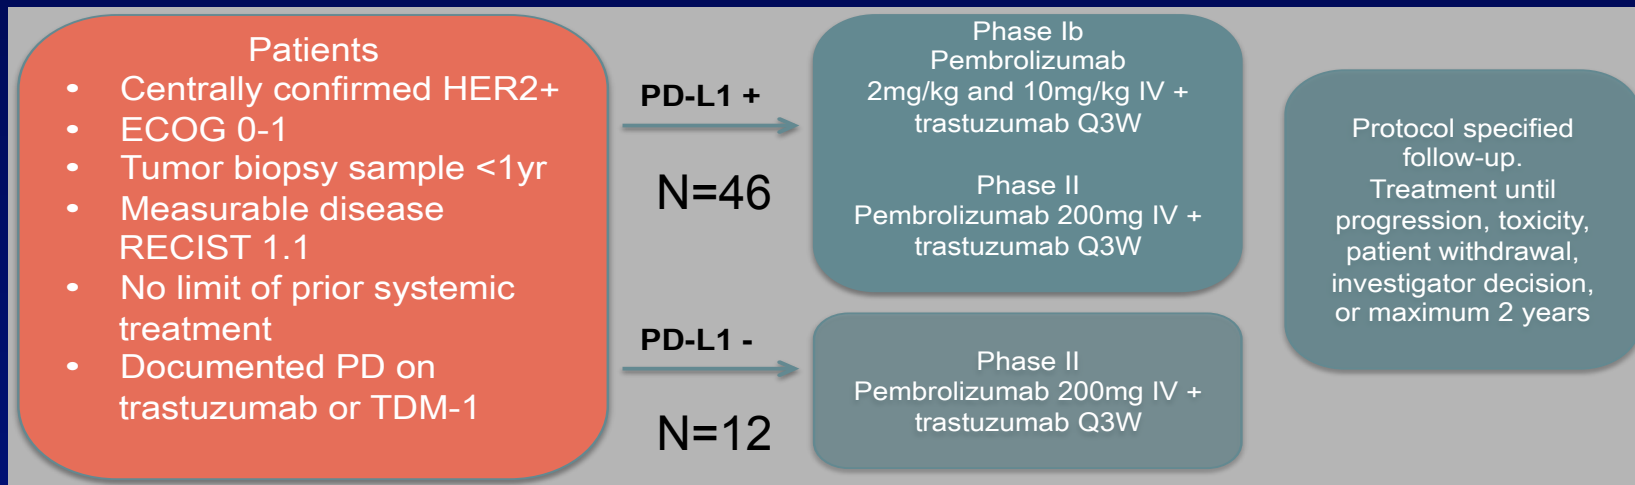 Patients
• Centrally confirmed HER2+
• ECOG 0-1
• Tumor biopsy sample <1yr
• Measurable disease
RECIST 1.1
• No limit of prior systemic
treatment
• Documented PD on
trastuzumab or TDM-1
PD-L1 +
N=46
PD-L1 -
N=12
Phase Ib
Pembrolizumab
2mg/kg and 10mg/kg IV +
trastuzumab Q3W
Phase II
Pembrolizumab 200mg IV +
trastuzumab Q3W
Phase II
Pembrolizumab 200mg IV +
trastuzumab Q3W
Protocol specified
follow-up.
Treatment until
progression, toxicity,
patient withdrawal,
investigator decision,
or maximum 2 years